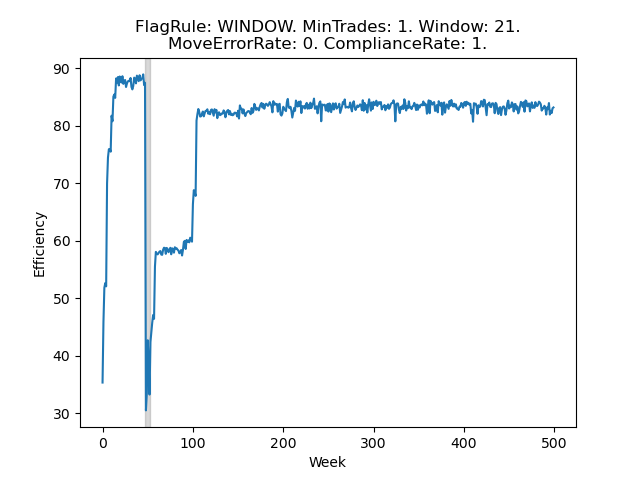 FlagRule: WINDOW. MinTrades: 1. Window: 21.
MoveErrorRate: 0. ComplianceRate: 1.
90
80
70
60
50
40
30
Efficiency
0 100 200 300 400 500
Week